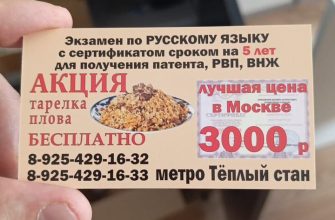 Экзамен по РУССКОМУ ЯЗЫКУ
с сертификатом сроком на 5 лет
для получения патента, РВП, ВНЖ
АКЦИЯ
тарелка
плова
БЕСПЛАТНО
лучшая цена
в Москве
3000 р
8-925-429-16-32
8-925-429-16-33 метро Тёплый стан